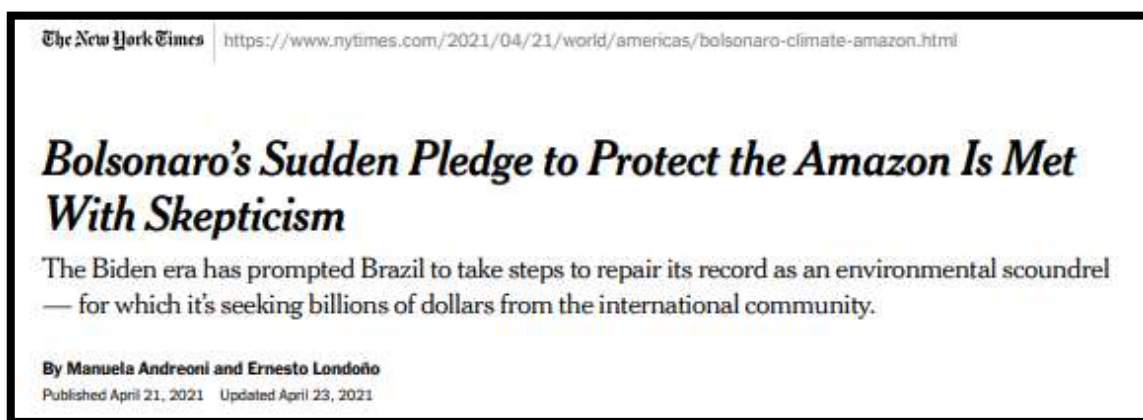 The New York Times https://www.nytimes.com/2021/04/21/world/americas/bolsonaro-climate-amazon.html
Bolsonaro's Sudden Pledge to Protect the Amazon Is Met
With Skepticism
The Biden era has prompted Brazil to take steps to repair its record as an environmental scoundrel
— for which it's seeking billions of dollars from the international community.
By Manuela Andreoni and Ernesto Londoño
Published April 21, 2021 Updated April 23, 2021